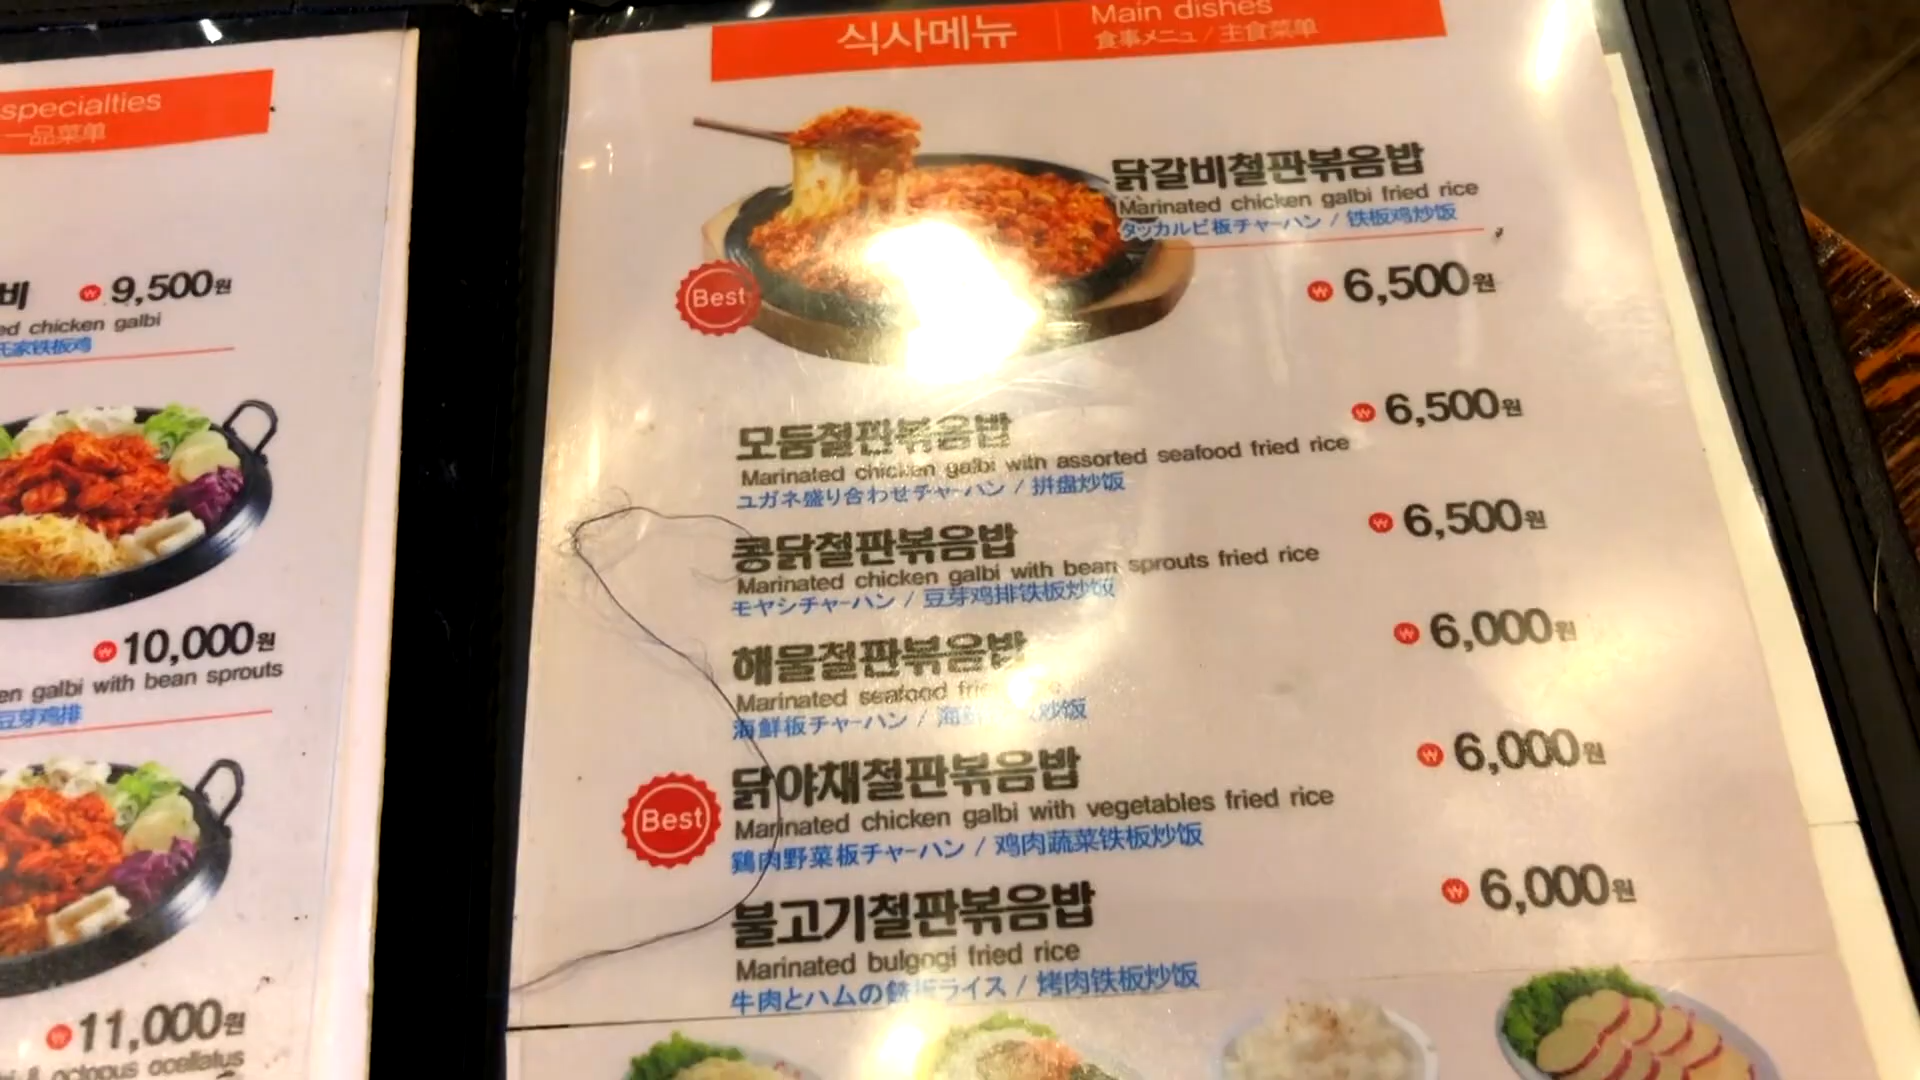 specialties
一品菜单
비 9,500원
ed chicken galbi
家铁板鸡
10,000원
en galbi with bean sprouts
豆芽鸡排
11,000원
octopus ocellatus
식사메뉴 Main dishes
食事メニュー / 主食菜单
닭갈비철판볶음밥
Marinated chicken galbi fried rice
タッカルビ板チャーハン / 铁板鸡炒饭
Best
6,500원
모둠철판볶음밥 6,500원
Marinated chicken galbi with assorted seafood fried rice
ユガネ盛り合わせチャーハン / 拼盘炒饭
콩닭철판볶음밥 6,500원
Marinated chicken galbi with bean sprouts fried rice
モヤシチャーハン / 豆芽鸡排铁板炒饭
해물철판볶음밥 6,000원
Marinated seafood
海鮮板チャーハン / 炒饭
Best
닭야채철판볶음밥 6,000원
Marinated chicken galbi with vegetables fried rice
鶏肉野菜板チャーハン / 鸡肉蔬菜铁板炒饭
불고기철판볶음밥 6,000원
Marinated bulgogi fried rice
牛肉とハムの ライス / 烤肉铁板炒饭